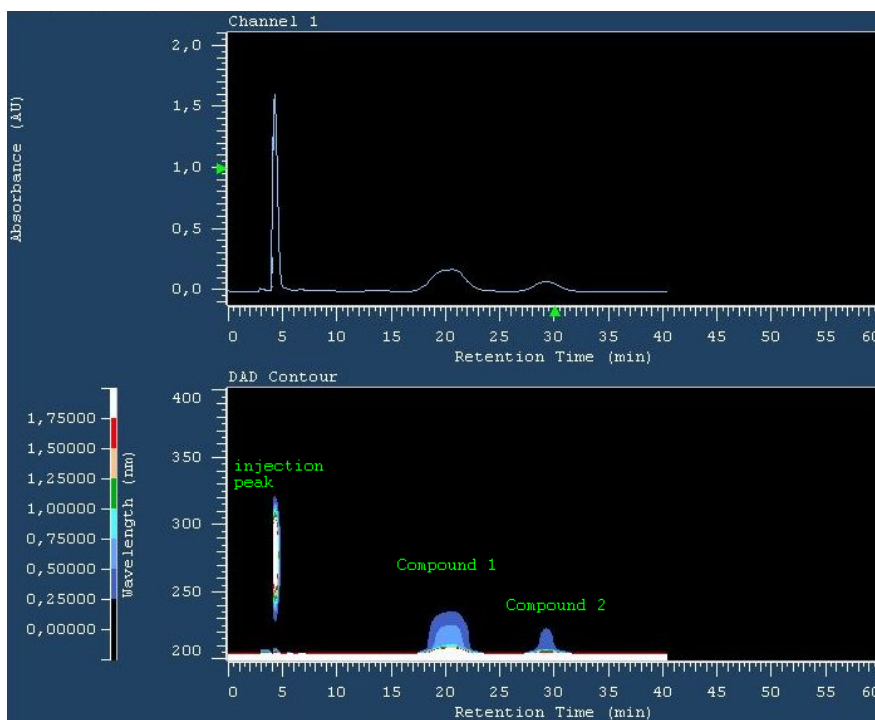 Channel 1
Absorbance (AU)
2,0
1,5
1,0
0,5
0,0
0 5 10 15 20 25 30 35 40 45 50 55 60
Retention Time (min)
DAD Contour
1,75000
1,50000
1,25000
1,00000
0,75000
0,50000
0,25000
0,00000
Wavelength (nm)
400
350
300
250
200
injection
peak
Compound 1
Compound 2
0 5 10 15 20 25 30 35 40 45 50 55 60
Retention Time (min)